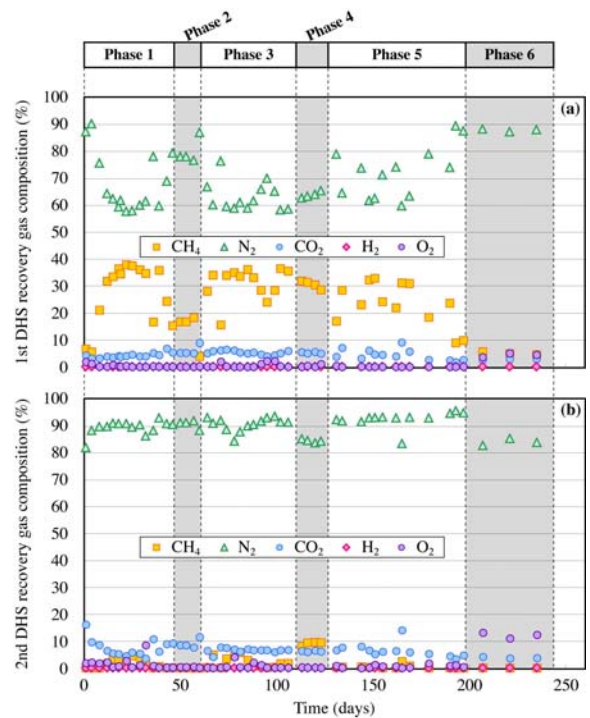 Phase 2
Phase 4
Phase 1
Phase 3
Phase 5
Phase 6
1st DHS recovery gas composition (%)
100
90
80
70
60
50
40
30
20
10
0
(a)
CH₄ N₂ CO₂ H₂ O₂
2nd DHS recovery gas composition (%)
100
90
80
70
60
50
40
30
20
10
0
(b)
CH₄ N₂ CO₂ H₂ O₂
0 50 100 150 200 250
Time (days)